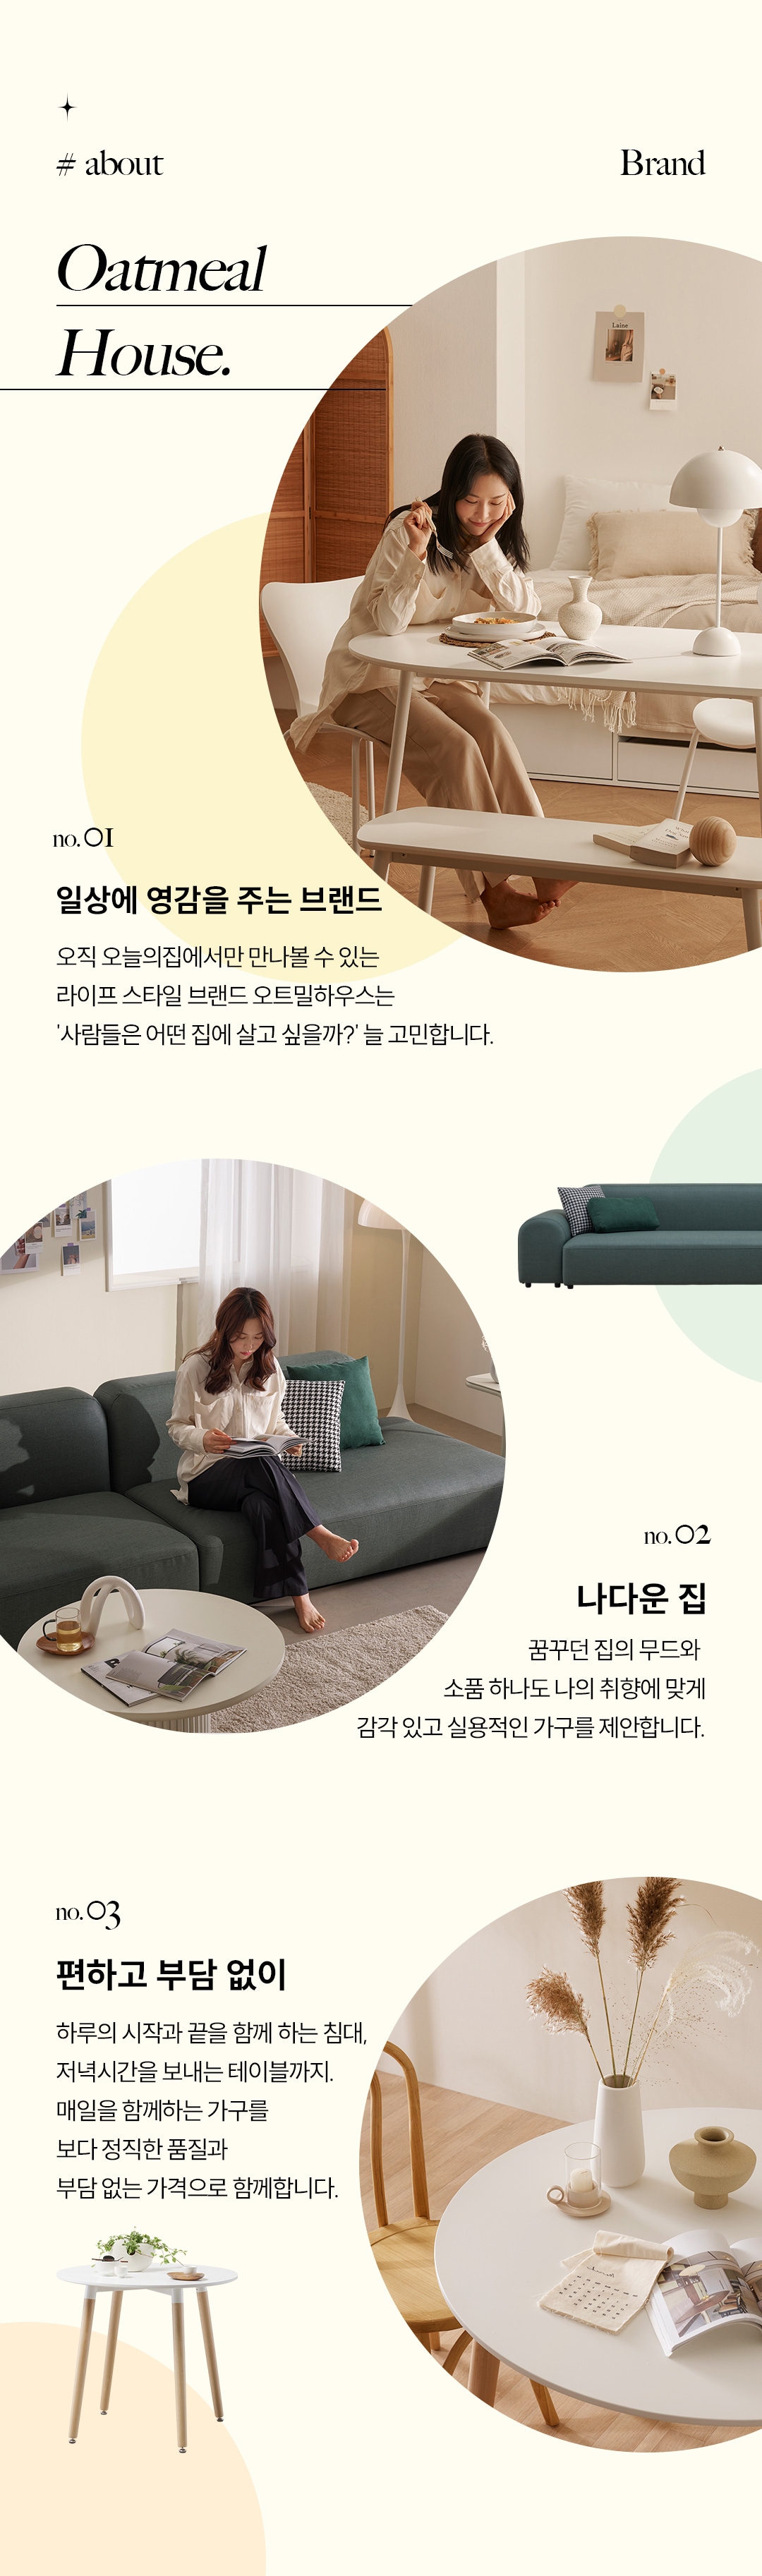 # about
Brand
Oatmeal
House.
Laine
no.01
일상에 영감을 주는 브랜드
오직 오늘의집에서만 만나볼 수 있는
라이프 스타일 브랜드 오트밀하우스는
'사람들은 어떤 집에 살고 싶을까?' 늘 고민합니다.
no.02
나다운 집
꿈꾸던 집의 무드와
소품 하나도 나의 취향에 맞게
감각 있고 실용적인 가구를 제안합니다.
no.03
편하고 부담 없이
하루의 시작과 끝을 함께 하는 침대,
저녁시간을 보내는 테이블까지.
매일을 함께하는 가구를
보다 정직한 품질과
부담 없는 가격으로 함께합니다.